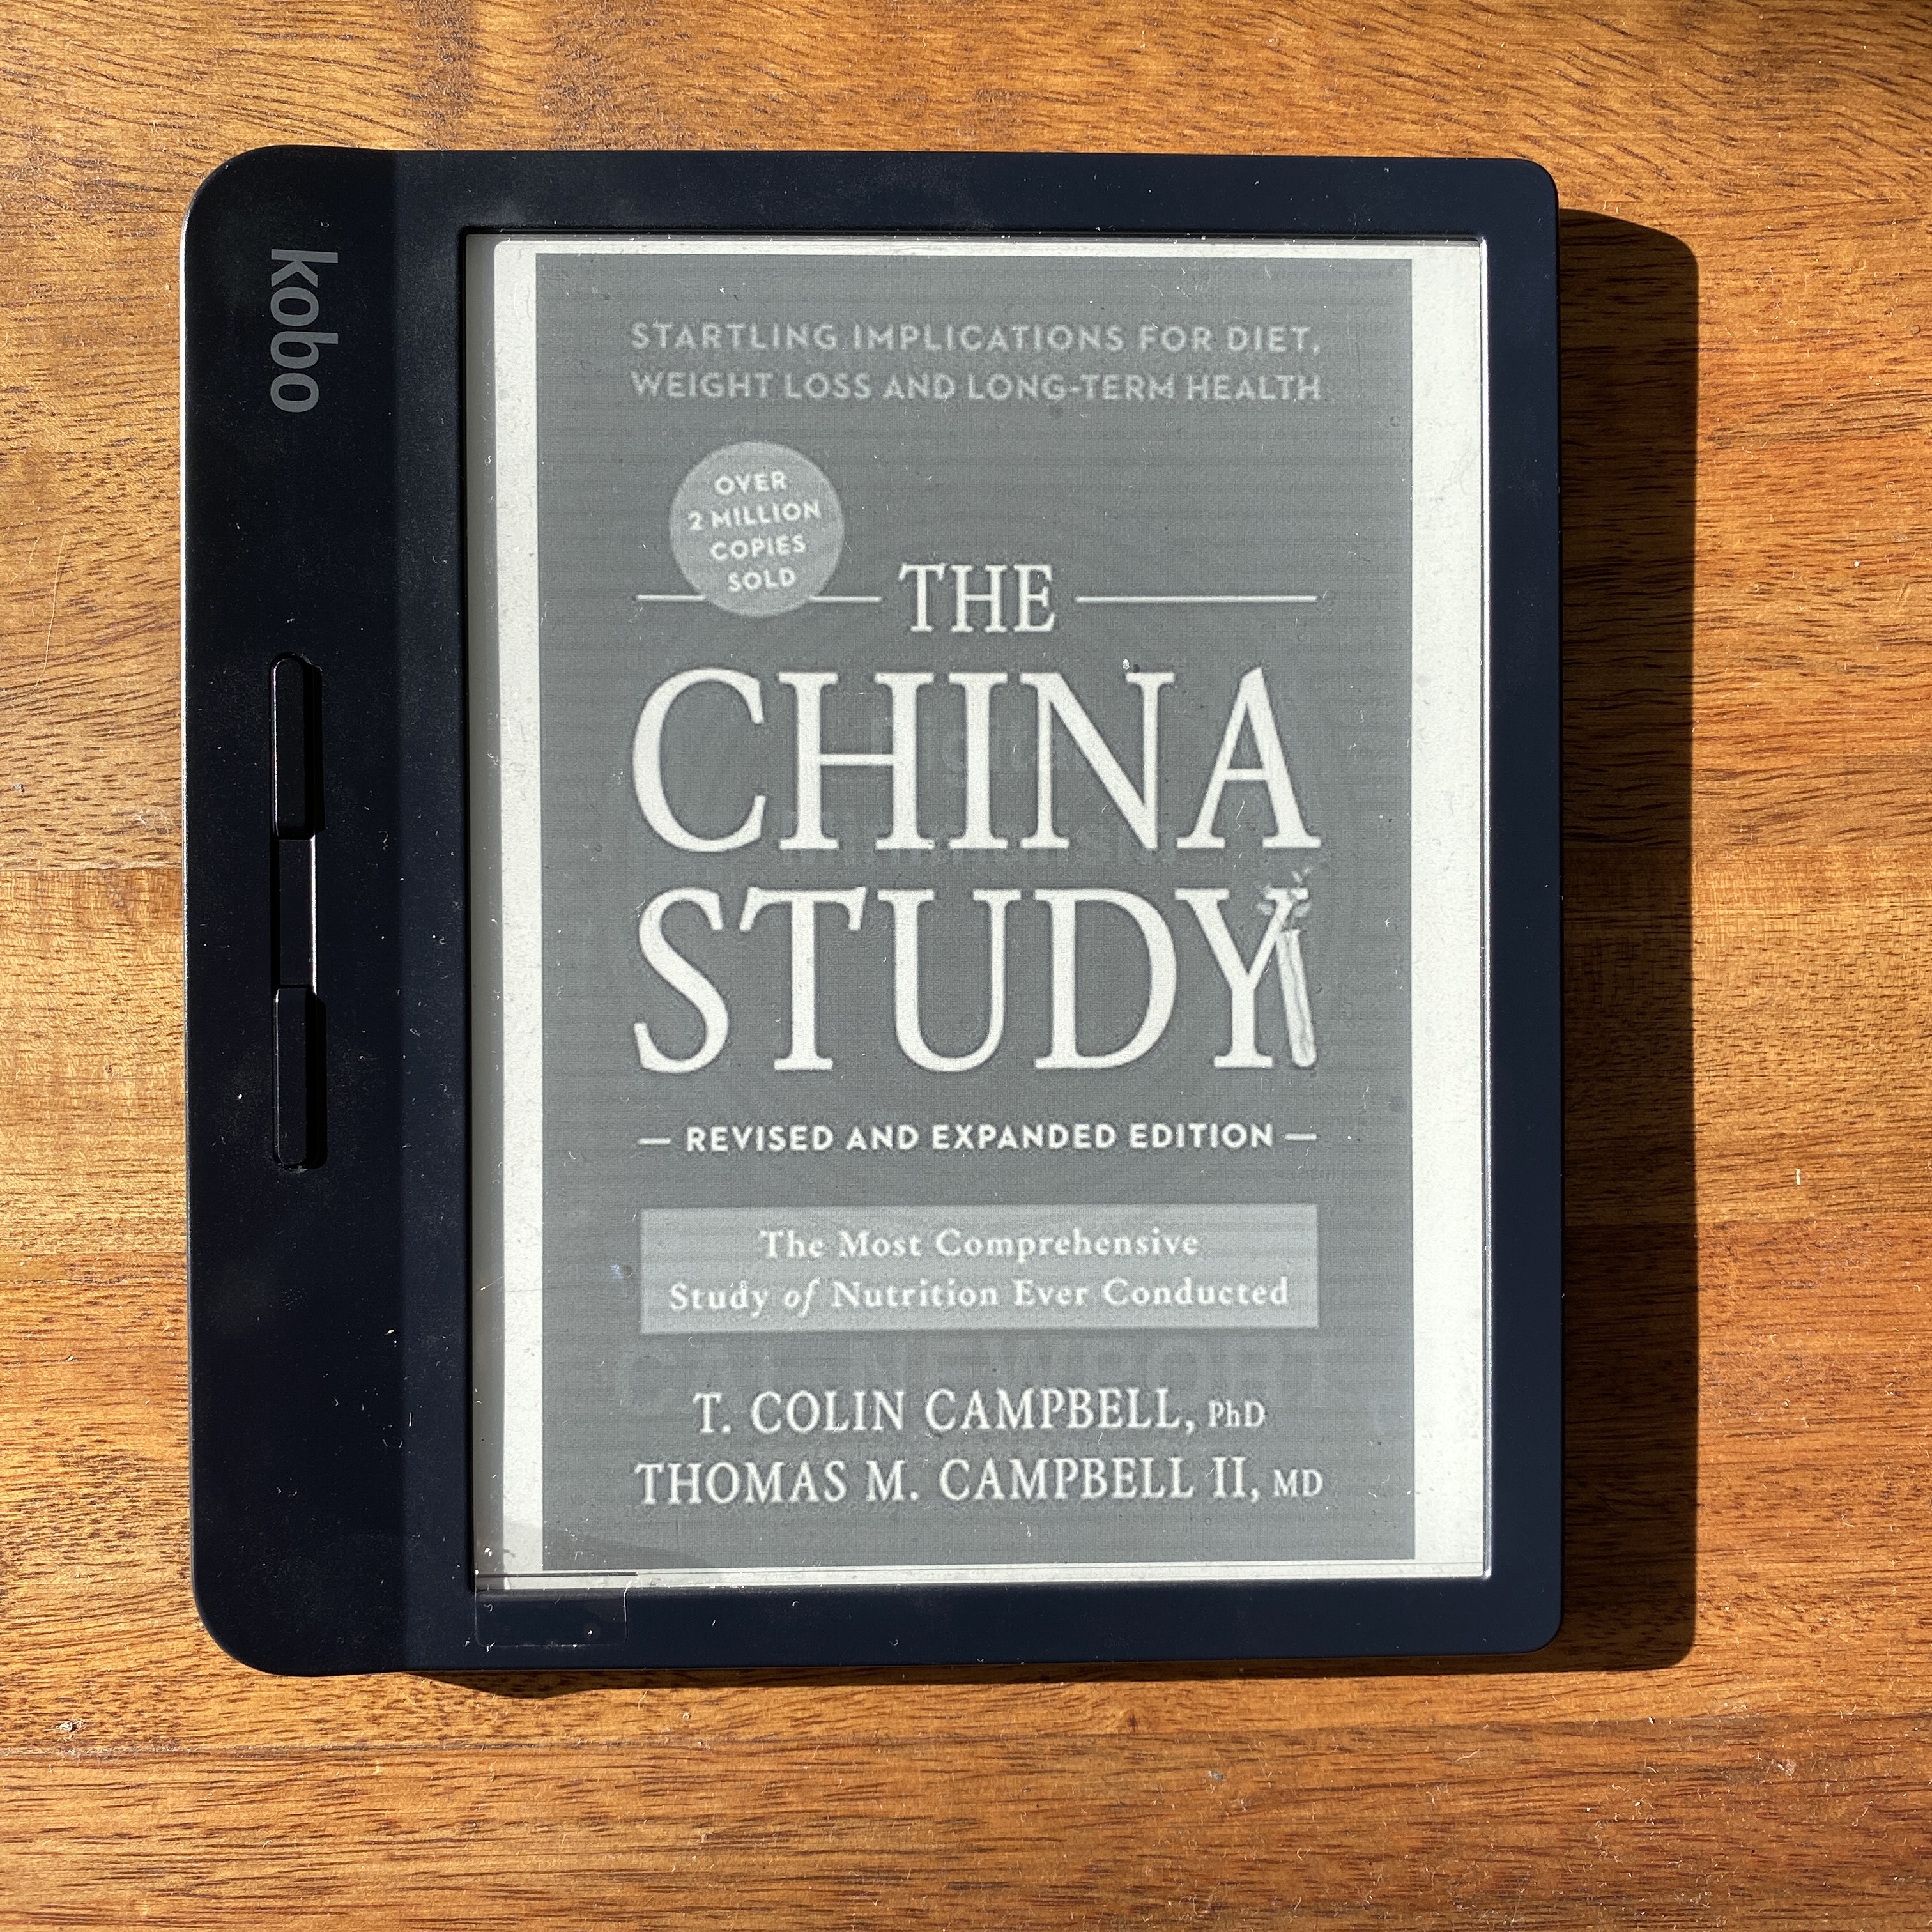 kobo
STARTLING IMPLICATIONS FOR DIET,
WEIGHT LOSS AND LONG-TERM HEALTH
OVER
2 MILLION
COPIES
SOLD
THE
CHINA
STUDY
— REVISED AND EXPANDED EDITION —
The Most Comprehensive
Study of Nutrition Ever Conducted
CAL NEWPORT
T. COLIN CAMPBELL, PhD
THOMAS M. CAMPBELL II, MD